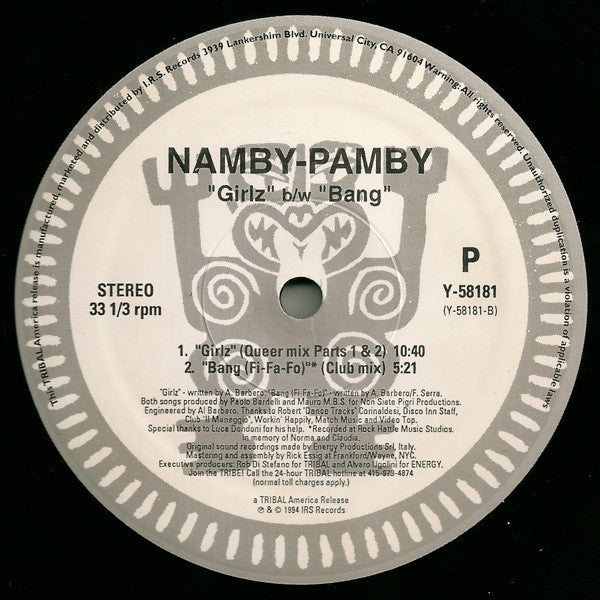 This TRIBAL America release is manufactured, marketed and distributed by I.R.S. Records 3939 Lankershim Blvd. Universal City, CA 91604 Warning: All rights reserved. Unauthorized duplication is a violation of applicable laws
NAMBY-PAMBY
"Girlz" b/w "Bang"
STEREO
33 1/3 rpm
P
Y-58181
(Y-58181-B)
1. "Girlz" (Queer mix Parts 1 & 2) 10:40
2. "Bang (Fi-Fa-Fo)"* (Club mix) 5:21
"Girlz" - written by A. Barbero. "Bang (Fi-Fa-Fo)" - written by A. Barbero/F. Serra.
Both songs produced by Paolo Bardelli and Mauro M.B.S. for Non Siate Pigri Productions.
Engineered by Al Barbero. Thanks to Robert "Dance Tracks" Corinaldesi, Disco Inn Staff,
Club "Il Maneggio", Workin' Happily, Match Music and Video Top.
Special thanks to Luca Dondoni for his help. *Recorded at Rock Hattle Music Studios.
In memory of Norma and Claudia.
Original sound recordings made by Energy Productions Srl, Italy.
Mastering and assembly by Rick Essig at Frankford/Wayne, NYC.
Executive producers: Rob Di Stefano for TRIBAL and Alvaro Ugolini for ENERGY.
Join the TRIBE! Call the 24-hour TRIBAL hotline at 415-979-4874
(normal toll charges apply.)
a TRIBAL America Release
℗ & © 1994 IRS Records